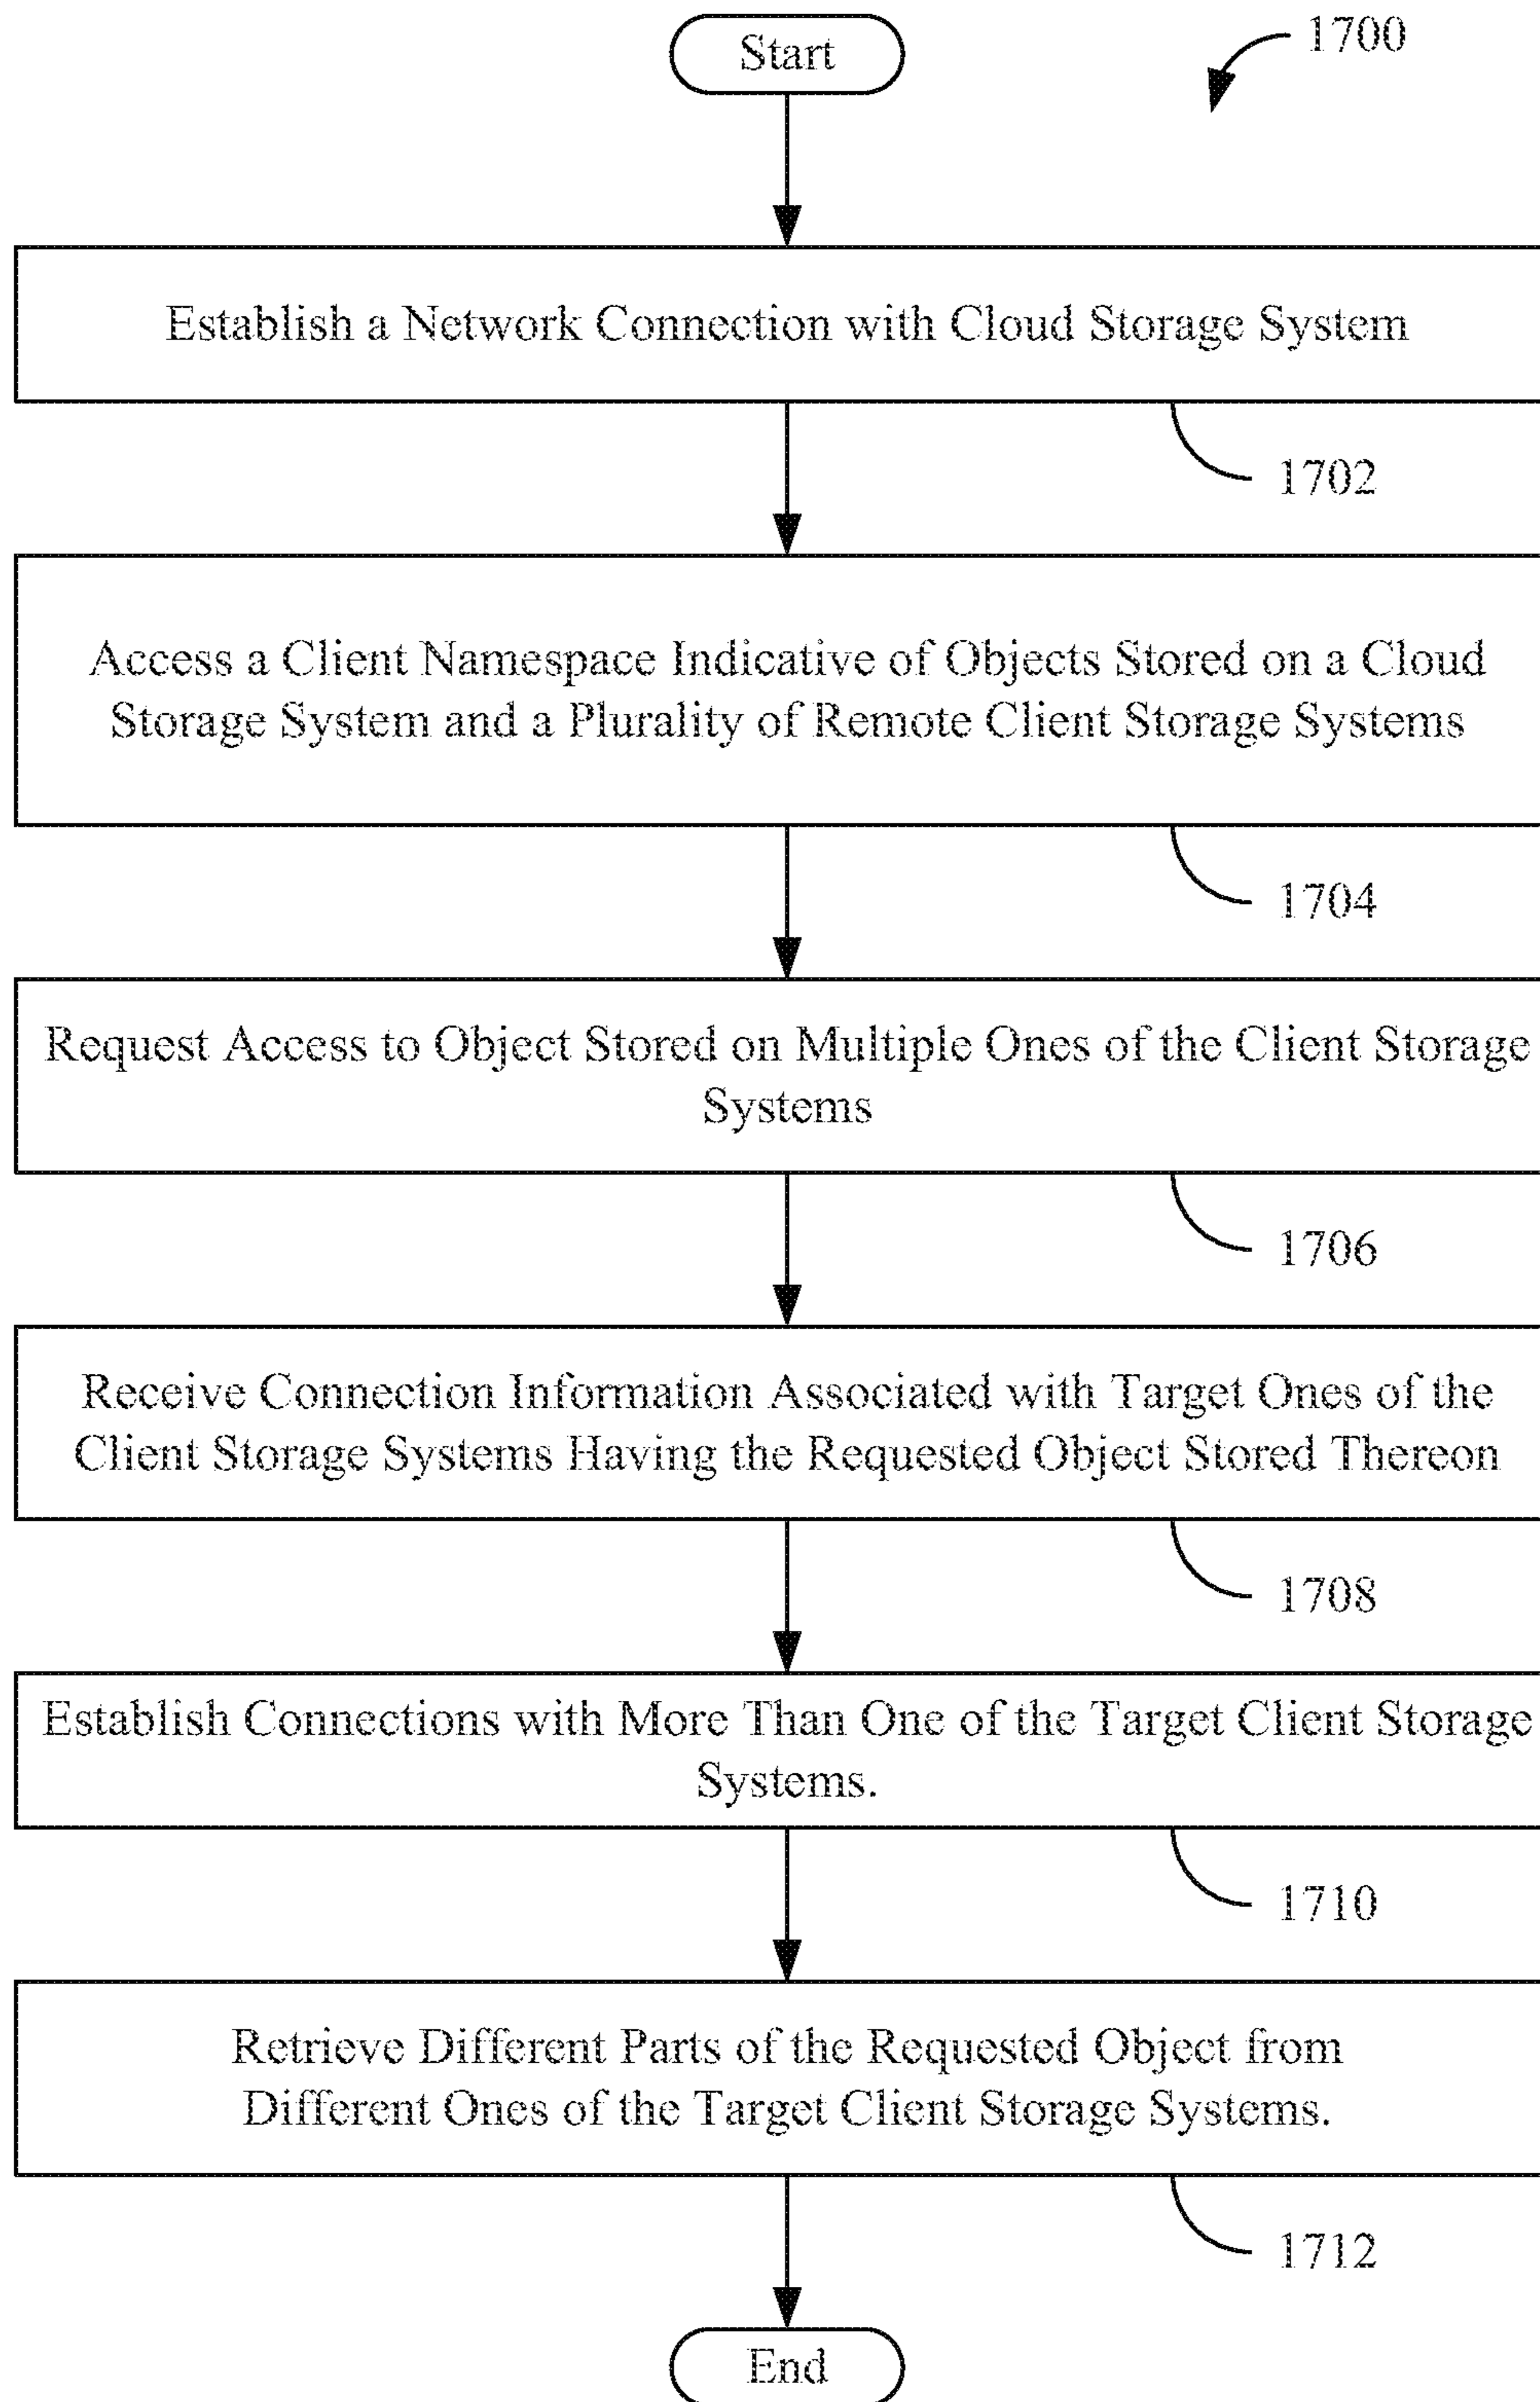 Start
1700
Establish a Network Connection with Cloud Storage System
1702
Access a Client Namespace Indicative of Objects Stored on a Cloud
Storage System and a Plurality of Remote Client Storage Systems
1704
Request Access to Object Stored on Multiple Ones of the Client Storage
Systems
1706
Receive Connection Information Associated with Target Ones of the
Client Storage Systems Having the Requested Object Stored Thereon
1708
Establish Connections with More Than One of the Target Client Storage
Systems.
1710
Retrieve Different Parts of the Requested Object from
Different Ones of the Target Client Storage Systems.
1712
End